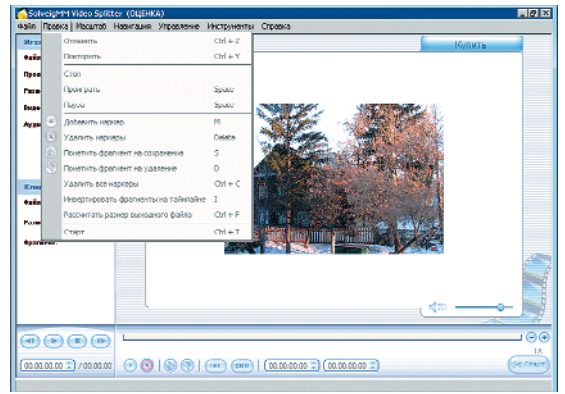 SolveigMM Video Splitter (ОЦЕНКА)
Файл Правка Масштаб Навигация Управление Инструменты Справка
Купить
Отменить Ctrl + Z
Повторить Ctrl + Y
Стоп
Проиграть Space
Пауза Space
Добавить маркер M
Удалить маркеры Delete
Пометить фрагмент на сохранение S
Пометить фрагмент на удаление D
Удалить все маркеры Ctrl + C
Инвертировать фрагменты на таймлайне I
Рассчитать размер выходного файла Ctrl + F
Старт Ctrl + T
1X
00.00.00.00 / 00.00.00
00.00.00.00
00.00.00.00
Старт